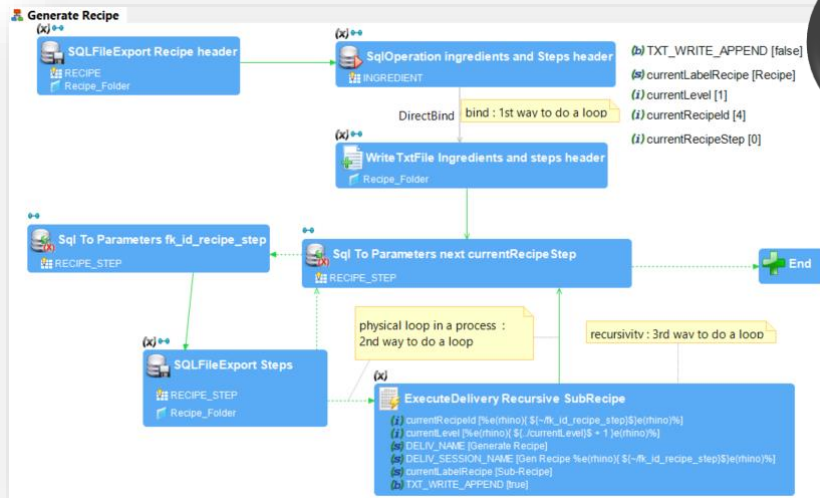 Generate Recipe
(x)
SQLFileExport Recipe header
RECIPE
Recipe_Folder
(x)
SqlOperation ingredients and Steps header
INGREDIENT
(b) TXT_WRITE_APPEND [false]
(s) currentLabelRecipe [Recipe]
(i) currentLevel [1]
(i) currentRecipeId [4]
(i) currentRecipeStep [0]
DirectBind
bind : 1st way to do a loop
(x)
WriteTxtFile Ingredients and steps header
Recipe_Folder
Sql To Parameters fk_id_recipe_step
RECIPE_STEP
Sql To Parameters next currentRecipeStep
RECIPE_STEP
End
physical loop in a process :
2nd way to do a loop
recursivity : 3rd way to do a loop
(x)
SQLFileExport Steps
RECIPE_STEP
Recipe_Folder
(x)
ExecuteDelivery Recursive SubRecipe
(i) currentRecipeId [%e(rhino){ ${~/fk_id_recipe_step}$}e(rhino)%]
(i) currentLevel [%e(rhino){ ${./currentLevel}$ + 1 }e(rhino)%]
(s) DELIV_NAME [Generate Recipe]
(s) DELIV_SESSION_NAME [Gen Recipe %e(rhino){ ${~/fk_id_recipe_step}$}e(rhino)%]
(s) currentLabelRecipe [Sub-Recipe]
(b) TXT_WRITE_APPEND [true]